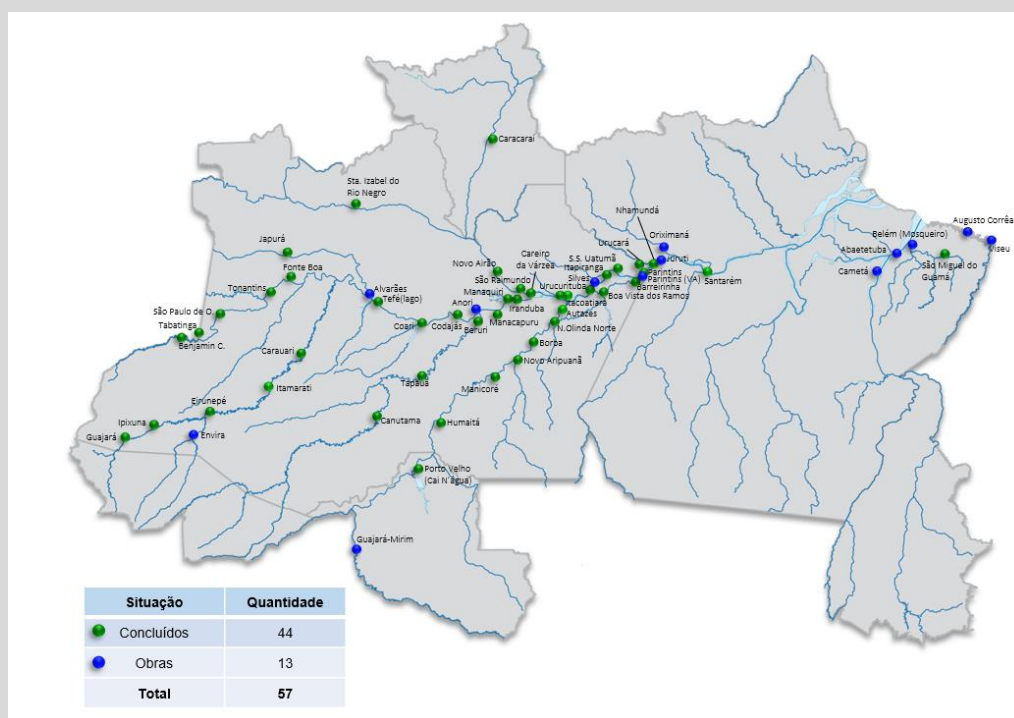 Caracaraí
Sta. Izabel do
Rio Negro
Nhamundá
Augusto Corrêa
Oriximaná
Belém (Mosqueiro)
Viseu
Japurá
Careiro
da Várzea
Urucará
Abaetetuba
Juruti
S.S. Uatumã
Itapiranga
Silves
Novo Airão
São Raimundo
Fonte Boa
Parintins
Parintins (VA)
Cametá
São Miguel do
Guamá
Santarém
Barreirinha
Alvarães
Tefé(lago)
Tonantins
Manaquiri
Urucurituba
Boa Vista dos Ramos
Anori
Iranduba
Itacoatiara
São Paulo de O.
Autazes
Manacapuru
Tabatinga
Coari
Codajás
Beruri
N.Olinda Norte
Benjamin C.
Borba
Carauari
Novo Aripuanã
Tapauá
Manicoré
Itamarati
Eirunepé
Canutama
Ipixuna
Humaitá
Guajará
Envira
Porto Velho
(Cai N´água)
Guajará-Mirim
Situação Quantidade
Concluídos 44
Obras 13
Total 57